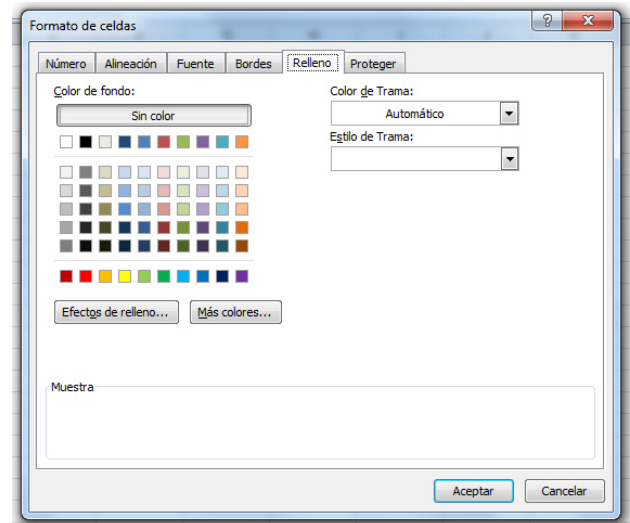 Formato de celdas
Número Alineación Fuente Bordes Relleno Proteger
Color de fondo:
Sin color
Color de Trama:
Automático
Estilo de Trama:
Efectos de relleno... Más colores...
Muestra
Aceptar Cancelar